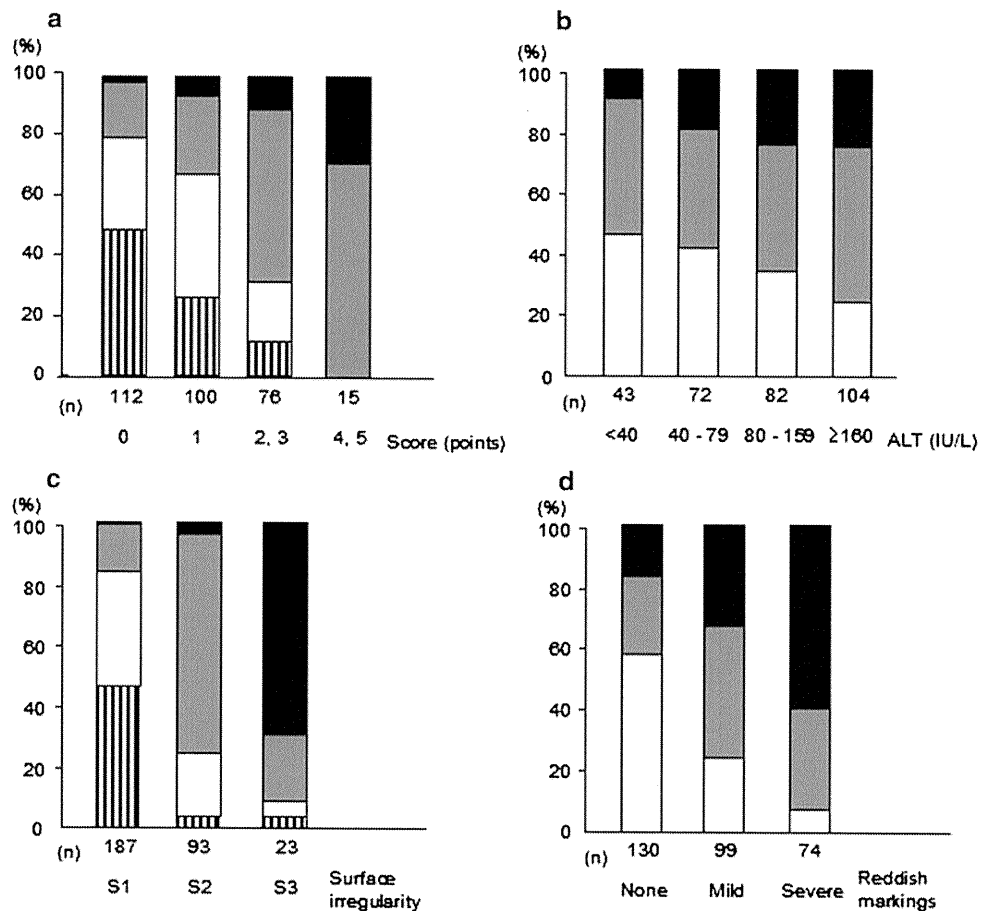 a
(%)
100
80
60
40
20
0
(n) 112 100 76 15
0 1 2, 3 4, 5 Score (points)
b
(%)
100
80
60
40
20
0
(n) 43 72 82 104
<40 40 - 79 80 - 159 ≥160 ALT (IU/L)
c
(%)
100
80
60
40
20
0
(n) 187 93 23
S1 S2 S3 Surface
irregularity
d
(%)
100
80
60
40
20
0
(n) 130 99 74
None Mild Severe Reddish
markings